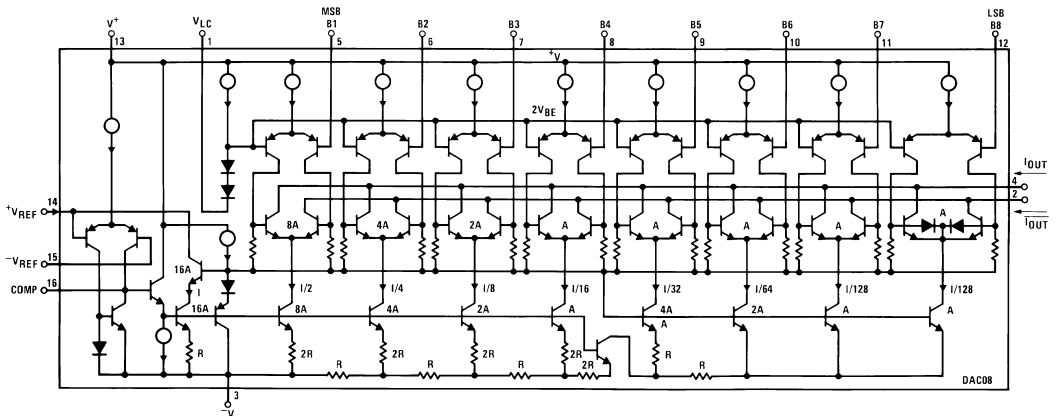 V+ VLC MSB LSB
B1 B2 B3 B4 B5 B6 B7 B8
13 1 5 6 7 8 9 10 11 12
+V
2VBE
IOUT
4
2
IOUT
14
+VREF
8A 4A 2A A A A A A
−VREF 15
16A
COMP 16
I I/2 I/4 I/8 I/16 I/32 I/64 I/128 I/128
16A 8A 4A 2A A 4A 2A A A
A
R 2R 2R 2R 2R R
R R R 2R R
3
−V
DAC08